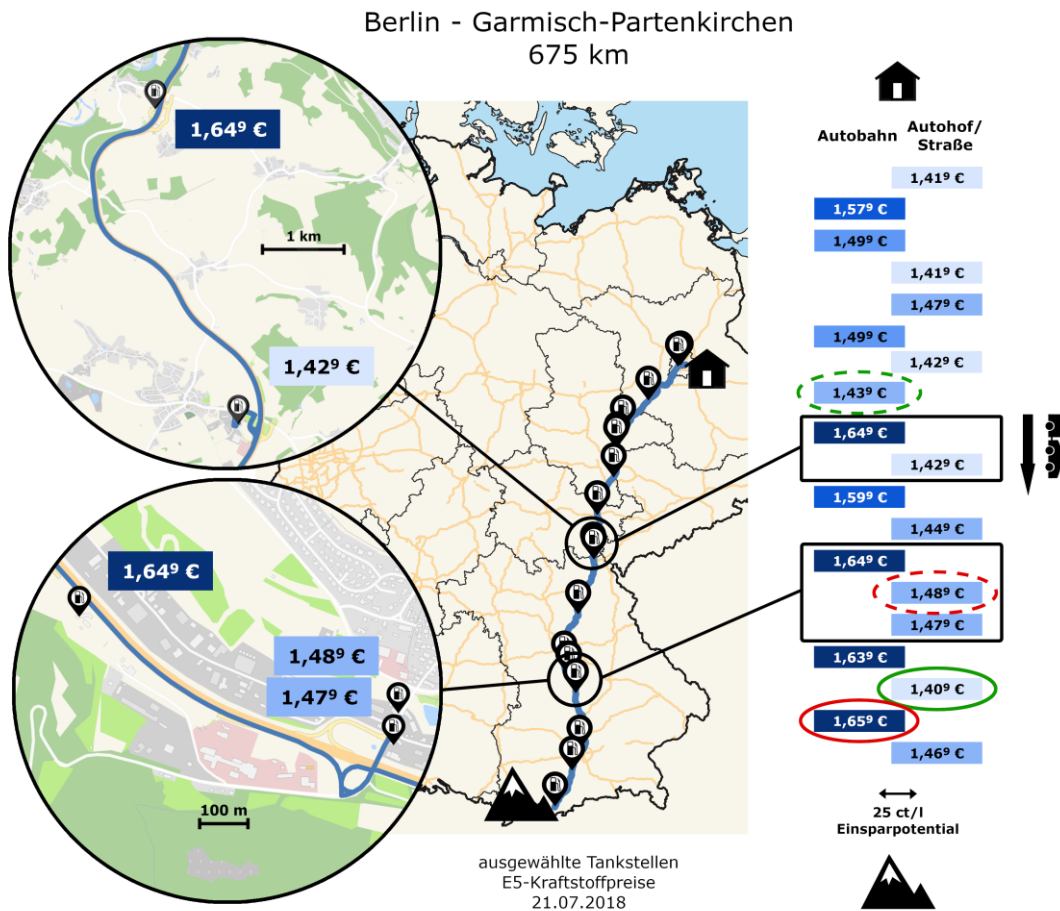 Berlin - Garmisch-Partenkirchen
675 km
1,64⁹ €
1 km
1,42⁹ €
1,64⁹ €
1,48⁹ €
1,47⁹ €
100 m
Autobahn
Autohof/
Straße
1,41⁹ €
1,57⁹ €
1,49⁹ €
1,41⁹ €
1,47⁹ €
1,49⁹ €
1,42⁹ €
1,43⁹ €
1,64⁹ €
1,42⁹ €
1,59⁹ €
1,44⁹ €
1,64⁹ €
1,48⁹ €
1,47⁹ €
1,63⁹ €
1,40⁹ €
1,65⁹ €
1,46⁹ €
25 ct/l
Einsparpotential
ausgewählte Tankstellen
E5-Kraftstoffpreise
21.07.2018